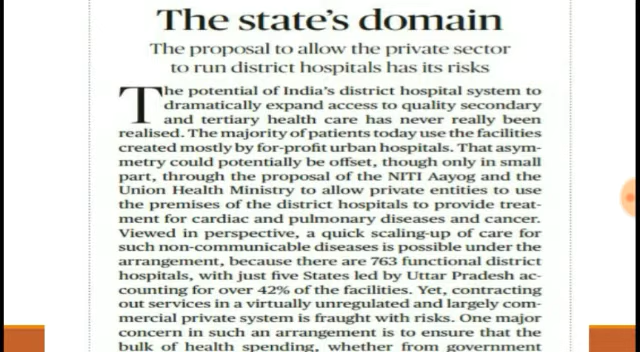 The state's domain
The proposal to allow the private sector
to run district hospitals has its risks
The potential of India's district hospital system to
dramatically expand access to quality secondary
and tertiary health care has never really been
realised. The majority of patients today use the facilities
created mostly by for-profit urban hospitals. That asym-
metry could potentially be offset, though only in small
part, through the proposal of the NITI Aayog and the
Union Health Ministry to allow private entities to use
the premises of the district hospitals to provide treat-
ment for cardiac and pulmonary diseases and cancer.
Viewed in perspective, a quick scaling-up of care for
such non-communicable diseases is possible under the
arrangement, because there are 763 functional district
hospitals, with just five States led by Uttar Pradesh ac-
counting for over 42% of the facilities. Yet, contracting
out services in a virtually unregulated and largely com-
mercial private system is fraught with risks. One major
concern in such an arrangement is to ensure that the
bulk of health spending, whether from government